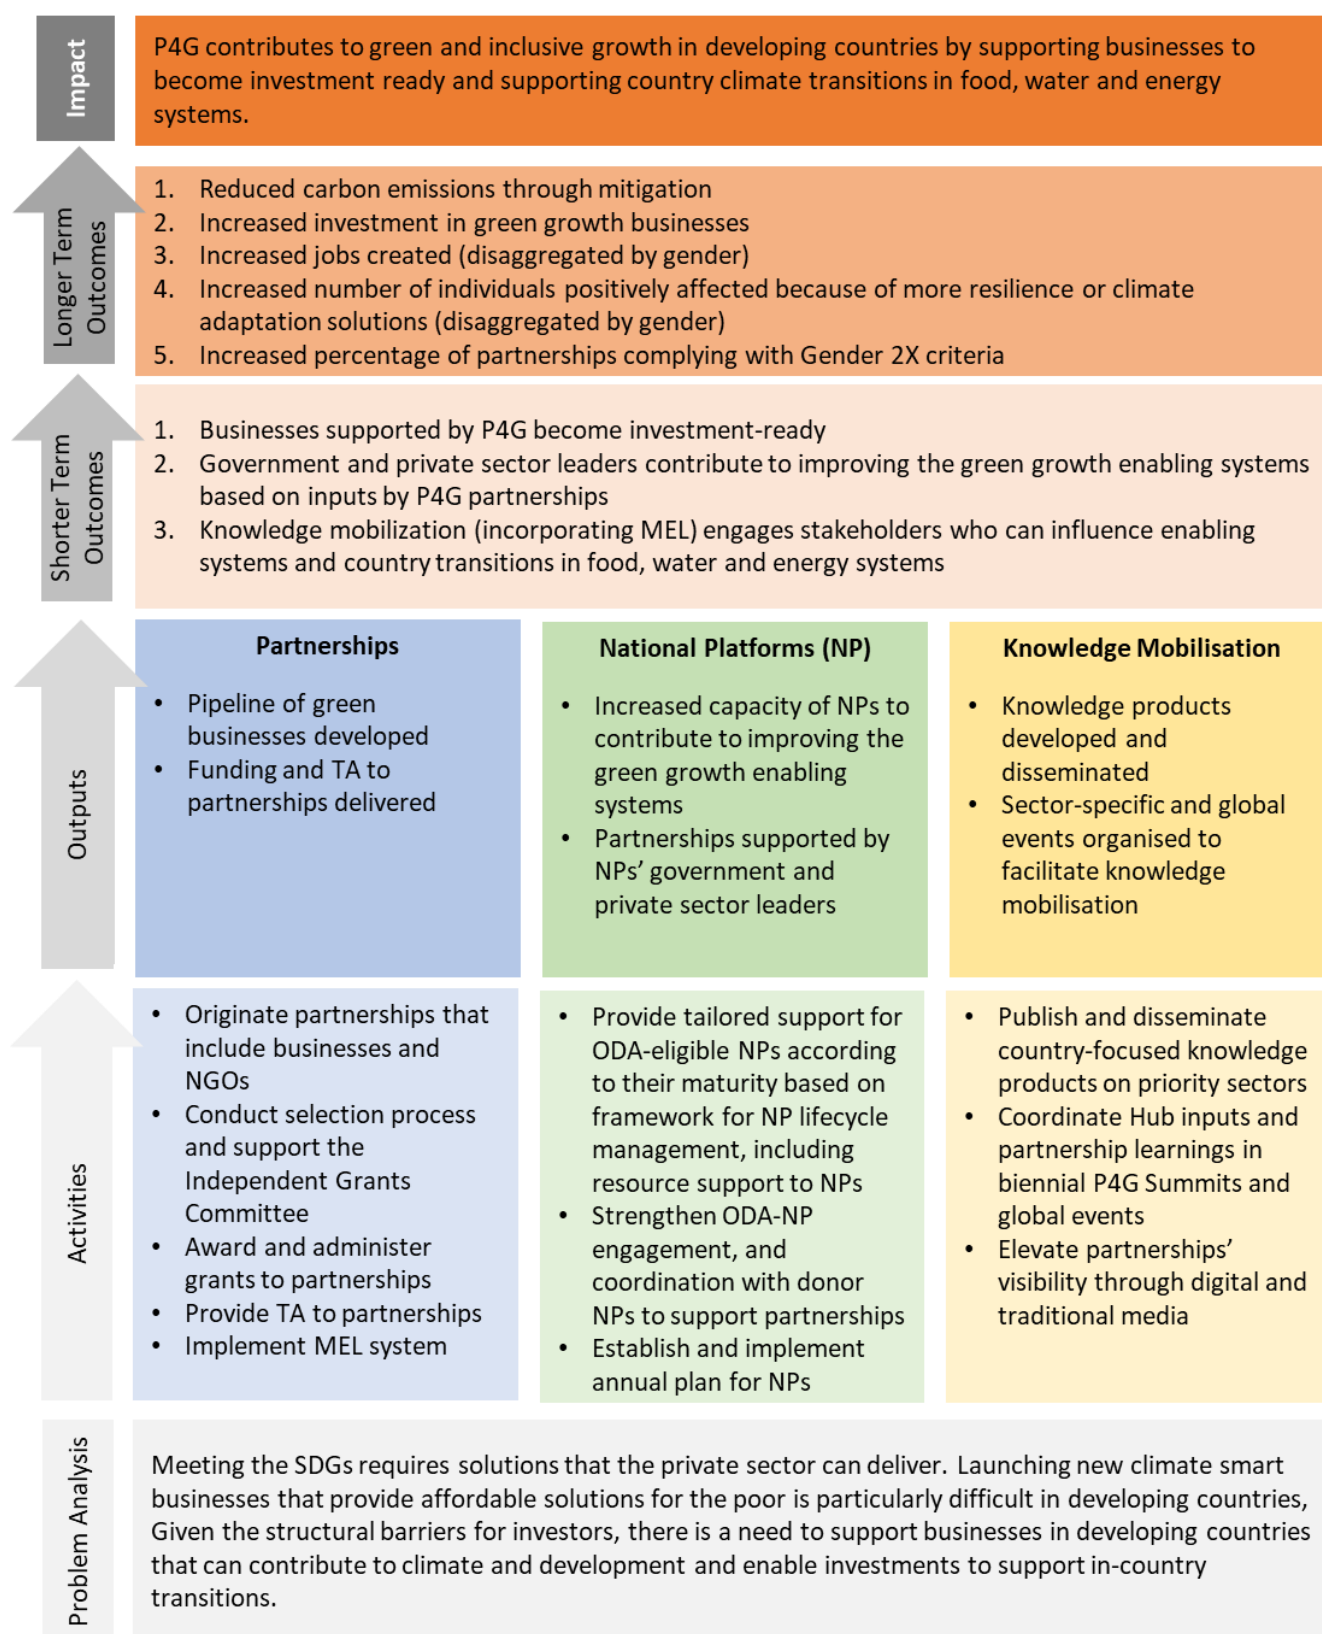 Impact
P4G contributes to green and inclusive growth in developing countries by supporting businesses to
become investment ready and supporting country climate transitions in food, water and energy
systems.
Longer Term
Outcomes
1. Reduced carbon emissions through mitigation
2. Increased investment in green growth businesses
3. Increased jobs created (disaggregated by gender)
4. Increased number of individuals positively affected because of more resilience or climate
adaptation solutions (disaggregated by gender)
5. Increased percentage of partnerships complying with Gender 2X criteria
Shorter Term
Outcomes
1. Businesses supported by P4G become investment-ready
2. Government and private sector leaders contribute to improving the green growth enabling systems
based on inputs by P4G partnerships
3. Knowledge mobilization (incorporating MEL) engages stakeholders who can influence enabling
systems and country transitions in food, water and energy systems
Outputs
Partnerships
• Pipeline of green
businesses developed
• Funding and TA to
partnerships delivered
National Platforms (NP)
• Increased capacity of NPs to
contribute to improving the
green growth enabling
systems
• Partnerships supported by
NPs’ government and
private sector leaders
Knowledge Mobilisation
• Knowledge products
developed and
disseminated
• Sector-specific and global
events organised to
facilitate knowledge
mobilisation
Activities
• Originate partnerships that
include businesses and
NGOs
• Conduct selection process
and support the
Independent Grants
Committee
• Award and administer
grants to partnerships
• Provide TA to partnerships
• Implement MEL system
• Provide tailored support for
ODA-eligible NPs according
to their maturity based on
framework for NP lifecycle
management, including
resource support to NPs
• Strengthen ODA-NP
engagement, and
coordination with donor
NPs to support partnerships
• Establish and implement
annual plan for NPs
• Publish and disseminate
country-focused knowledge
products on priority sectors
• Coordinate Hub inputs and
partnership learnings in
biennial P4G Summits and
global events
• Elevate partnerships’
visibility through digital and
traditional media
Problem Analysis
Meeting the SDGs requires solutions that the private sector can deliver. Launching new climate smart
businesses that provide affordable solutions for the poor is particularly difficult in developing countries,
Given the structural barriers for investors, there is a need to support businesses in developing countries
that can contribute to climate and development and enable investments to support in-country
transitions.